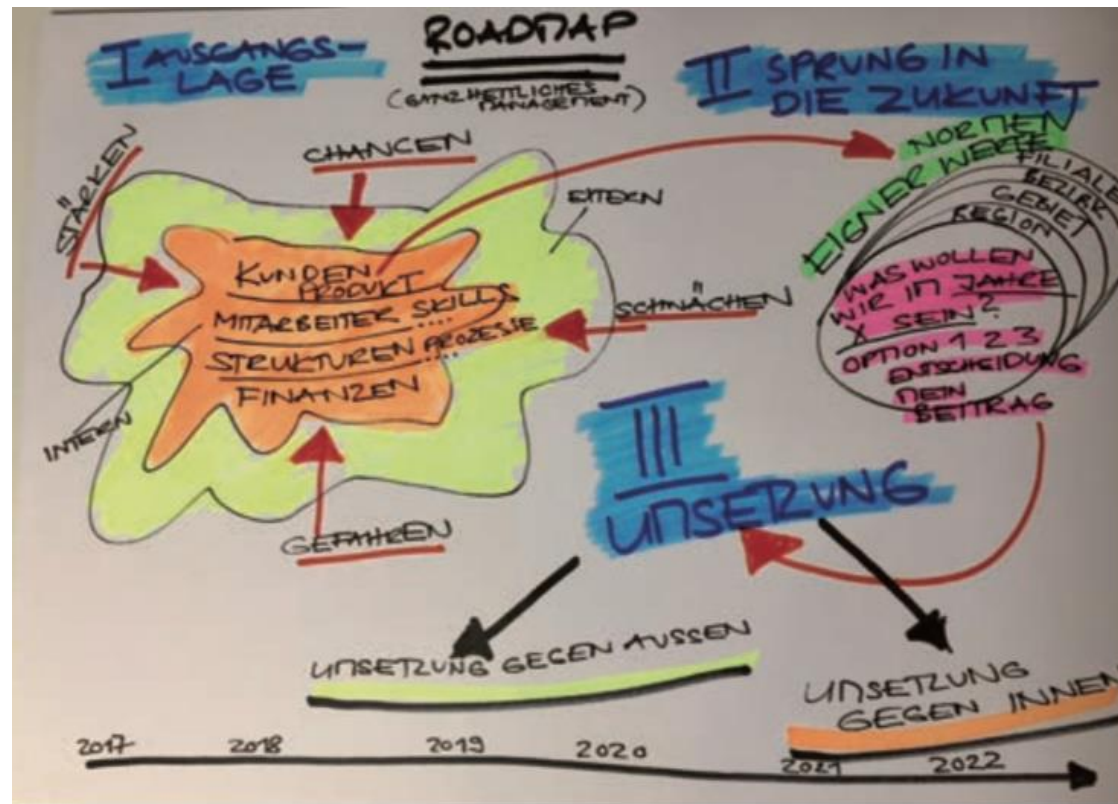 ROADMAP
(GANZHEITLICHES
MANAGEMENT)
I AUSGANGS-
LAGE
STÄRKEN
CHANCEN
EXTERN
KUNDEN
PRODUKT
MITARBEITER SKILLS
....
STRUKTUREN PROZESSE
....
FINANZEN
SCHWÄCHEN
INTERN
GEFAHREN
II SPRUNG IN
DIE ZUKUNFT
NORMEN
EIGNER WERTE
FILIALE
BEZIRK
GEBIET
REGION
WAS WOLLEN
WIR IM JAHRE
X SEIN?
OPTION 1 2 3
ENTSCHEIDUNG
MEIN
BEITRAG
III
UMSETZUNG
UMSETZUNG GEGEN AUSSEN
UMSETZUNG
GEGEN INNEN
2017 2018 2019 2020 2021 2022